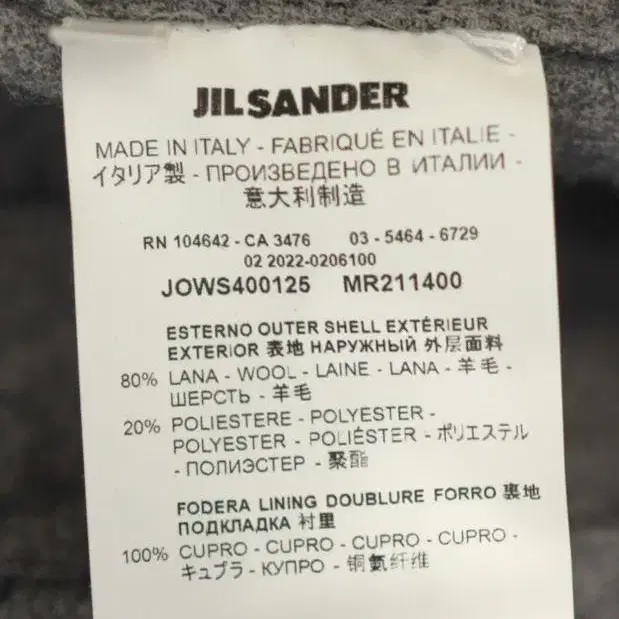 JIL SANDER
MADE IN ITALY - FABRIQUÉ EN ITALIE -
イタリア製 - ПРОИЗВЕДЕНО В ИТАЛИИ -
意大利制造
RN 104642 - CA 3476 03 - 5464 - 6729
02 2022-0206100
JOWS400125 MR211400
ESTERNO OUTER SHELL EXTÉRIEUR
EXTERIOR 表地 НАРУЖНЫЙ 外层面料
80% LANA - WOOL - LAINE - LANA - 羊毛 -
ШЕРСТЬ - 羊毛
20% POLIESTERE - POLYESTER -
POLYESTER - POLIÉSTER - ポリエステル
- ПОЛИЭСТЕР - 聚酯
FODERA LINING DOUBLURE FORRO 裏地
ПОДКЛАДКА 衬里
100% CUPRO - CUPRO - CUPRO - CUPRO -
キュプラ - КУПРО - 铜氨纤维